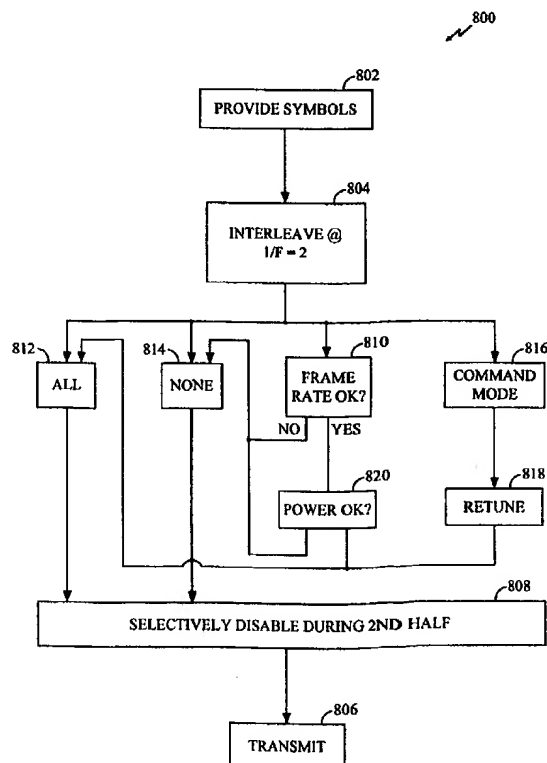 800
802
PROVIDE SYMBOLS
804
INTERLEAVE @
1/F = 2
812
ALL
814
NONE
810
FRAME
RATE OK?
816
COMMAND
MODE
NO
YES
820
POWER OK?
818
RETUNE
808
SELECTIVELY DISABLE DURING 2ND HALF
806
TRANSMIT